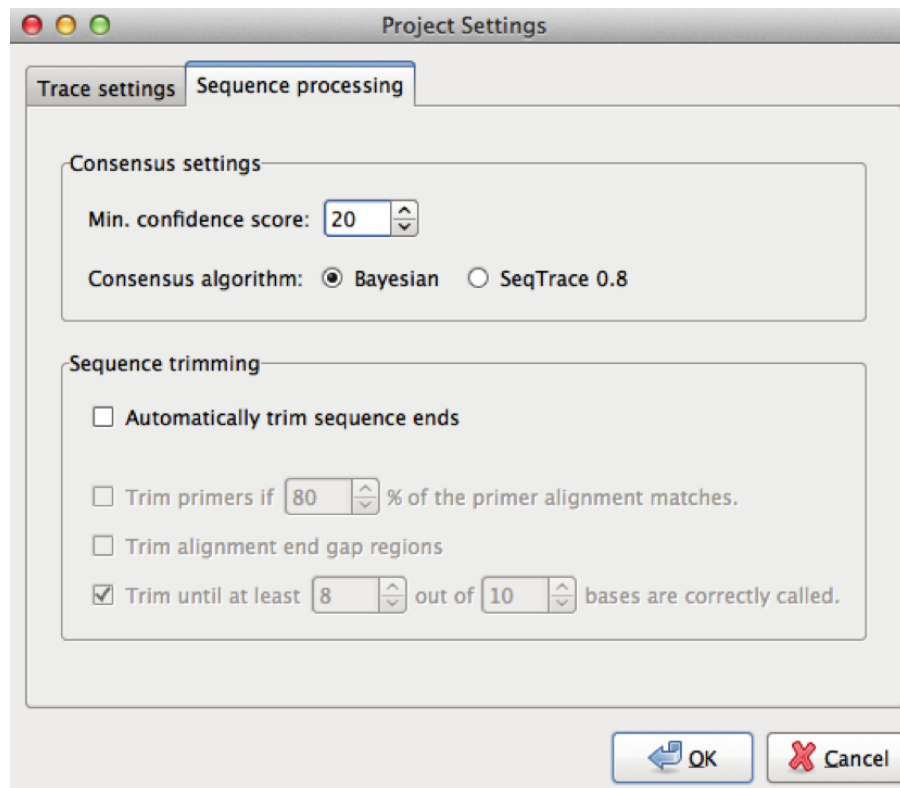 Project Settings
Trace settings Sequence processing
Consensus settings
Min. confidence score: 20
Consensus algorithm: Bayesian SeqTrace 0.8
Sequence trimming
Automatically trim sequence ends
Trim primers if 80 % of the primer alignment matches.
Trim alignment end gap regions
Trim until at least 8 out of 10 bases are correctly called.
OK Cancel